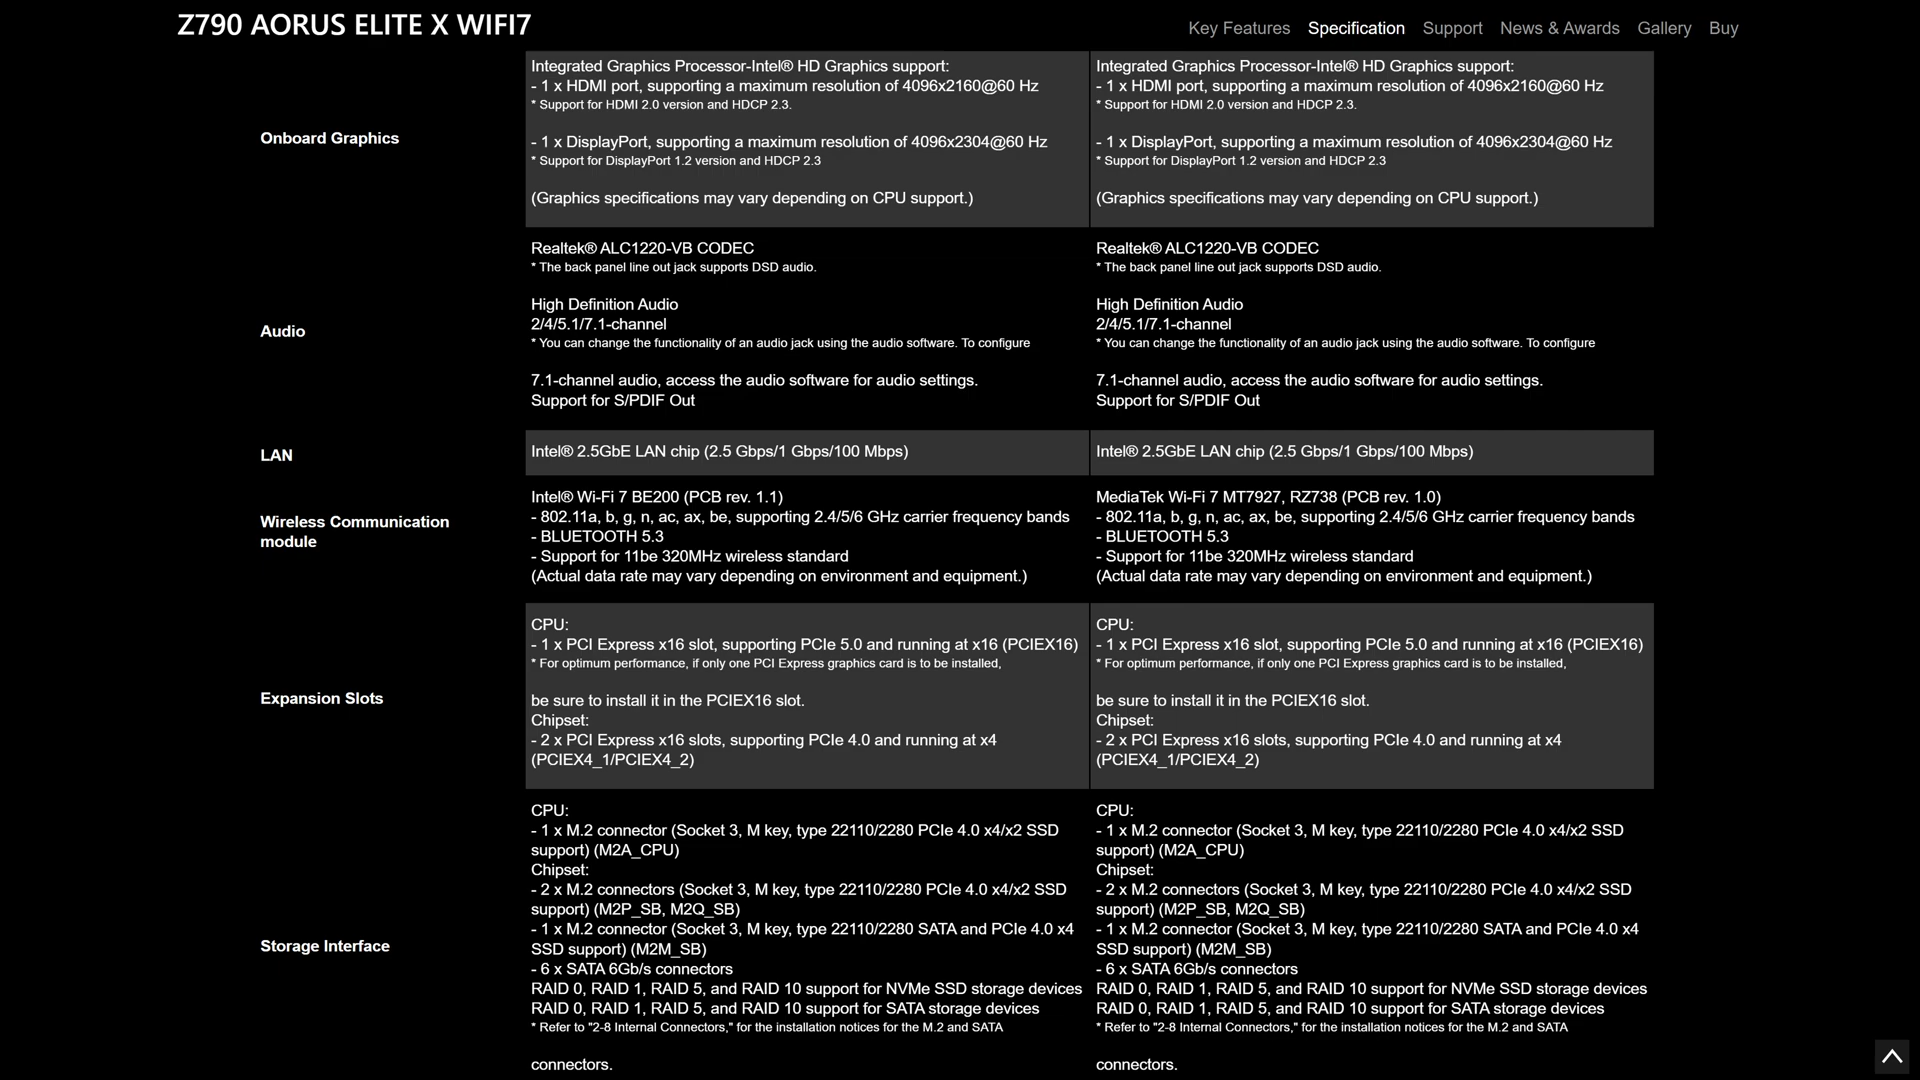 Z790 AORUS ELITE X WIFI7
Key Features Specification Support News & Awards Gallery Buy
Onboard Graphics
Integrated Graphics Processor-Intel® HD Graphics support:
- 1 x HDMI port, supporting a maximum resolution of 4096x2160@60 Hz
* Support for HDMI 2.0 version and HDCP 2.3.
- 1 x DisplayPort, supporting a maximum resolution of 4096x2304@60 Hz
* Support for DisplayPort 1.2 version and HDCP 2.3
(Graphics specifications may vary depending on CPU support.)
Integrated Graphics Processor-Intel® HD Graphics support:
- 1 x HDMI port, supporting a maximum resolution of 4096x2160@60 Hz
* Support for HDMI 2.0 version and HDCP 2.3.
- 1 x DisplayPort, supporting a maximum resolution of 4096x2304@60 Hz
* Support for DisplayPort 1.2 version and HDCP 2.3
(Graphics specifications may vary depending on CPU support.)
Audio
Realtek® ALC1220-VB CODEC
* The back panel line out jack supports DSD audio.
High Definition Audio
2/4/5.1/7.1-channel
* You can change the functionality of an audio jack using the audio software. To configure
7.1-channel audio, access the audio software for audio settings.
Support for S/PDIF Out
Realtek® ALC1220-VB CODEC
* The back panel line out jack supports DSD audio.
High Definition Audio
2/4/5.1/7.1-channel
* You can change the functionality of an audio jack using the audio software. To configure
7.1-channel audio, access the audio software for audio settings.
Support for S/PDIF Out
LAN
Intel® 2.5GbE LAN chip (2.5 Gbps/1 Gbps/100 Mbps)
Intel® 2.5GbE LAN chip (2.5 Gbps/1 Gbps/100 Mbps)
Wireless Communication
module
Intel® Wi-Fi 7 BE200 (PCB rev. 1.1)
- 802.11a, b, g, n, ac, ax, be, supporting 2.4/5/6 GHz carrier frequency bands
- BLUETOOTH 5.3
- Support for 11be 320MHz wireless standard
(Actual data rate may vary depending on environment and equipment.)
MediaTek Wi-Fi 7 MT7927, RZ738 (PCB rev. 1.0)
- 802.11a, b, g, n, ac, ax, be, supporting 2.4/5/6 GHz carrier frequency bands
- BLUETOOTH 5.3
- Support for 11be 320MHz wireless standard
(Actual data rate may vary depending on environment and equipment.)
Expansion Slots
CPU:
- 1 x PCI Express x16 slot, supporting PCIe 5.0 and running at x16 (PCIEX16)
* For optimum performance, if only one PCI Express graphics card is to be installed,
be sure to install it in the PCIEX16 slot.
Chipset:
- 2 x PCI Express x16 slots, supporting PCIe 4.0 and running at x4
(PCIEX4_1/PCIEX4_2)
CPU:
- 1 x PCI Express x16 slot, supporting PCIe 5.0 and running at x16 (PCIEX16)
* For optimum performance, if only one PCI Express graphics card is to be installed,
be sure to install it in the PCIEX16 slot.
Chipset:
- 2 x PCI Express x16 slots, supporting PCIe 4.0 and running at x4
(PCIEX4_1/PCIEX4_2)
Storage Interface
CPU:
- 1 x M.2 connector (Socket 3, M key, type 22110/2280 PCIe 4.0 x4/x2 SSD
support) (M2A_CPU)
Chipset:
- 2 x M.2 connectors (Socket 3, M key, type 22110/2280 PCIe 4.0 x4/x2 SSD
support) (M2P_SB, M2Q_SB)
- 1 x M.2 connector (Socket 3, M key, type 22110/2280 SATA and PCIe 4.0 x4
SSD support) (M2M_SB)
- 6 x SATA 6Gb/s connectors
RAID 0, RAID 1, RAID 5, and RAID 10 support for NVMe SSD storage devices
RAID 0, RAID 1, RAID 5, and RAID 10 support for SATA storage devices
* Refer to "2-8 Internal Connectors," for the installation notices for the M.2 and SATA
connectors.
CPU:
- 1 x M.2 connector (Socket 3, M key, type 22110/2280 PCIe 4.0 x4/x2 SSD
support) (M2A_CPU)
Chipset:
- 2 x M.2 connectors (Socket 3, M key, type 22110/2280 PCIe 4.0 x4/x2 SSD
support) (M2P_SB, M2Q_SB)
- 1 x M.2 connector (Socket 3, M key, type 22110/2280 SATA and PCIe 4.0 x4
SSD support) (M2M_SB)
- 6 x SATA 6Gb/s connectors
RAID 0, RAID 1, RAID 5, and RAID 10 support for NVMe SSD storage devices
RAID 0, RAID 1, RAID 5, and RAID 10 support for SATA storage devices
* Refer to "2-8 Internal Connectors," for the installation notices for the M.2 and SATA
connectors.